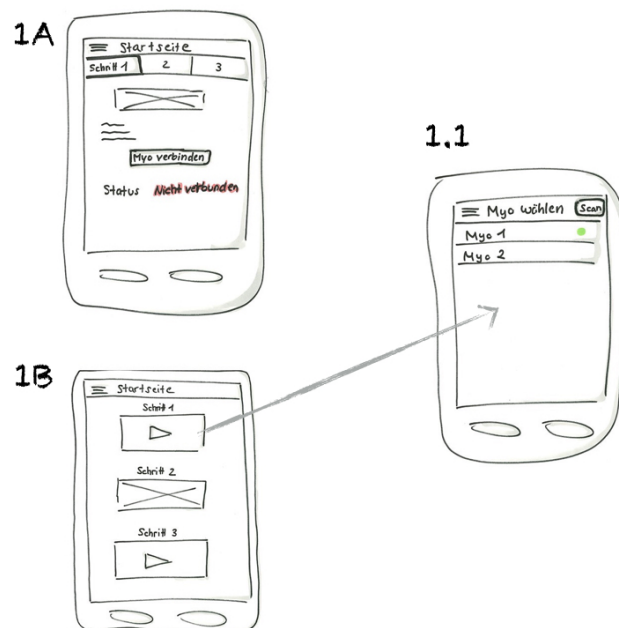 1A
Startseite
Schritt 1 2 3
Myo verbinden
Status Nicht verbunden
1.1
Myo wählen Scan
Myo 1
Myo 2
1B
Startseite
Schritt 1
Schritt 2
Schritt 3